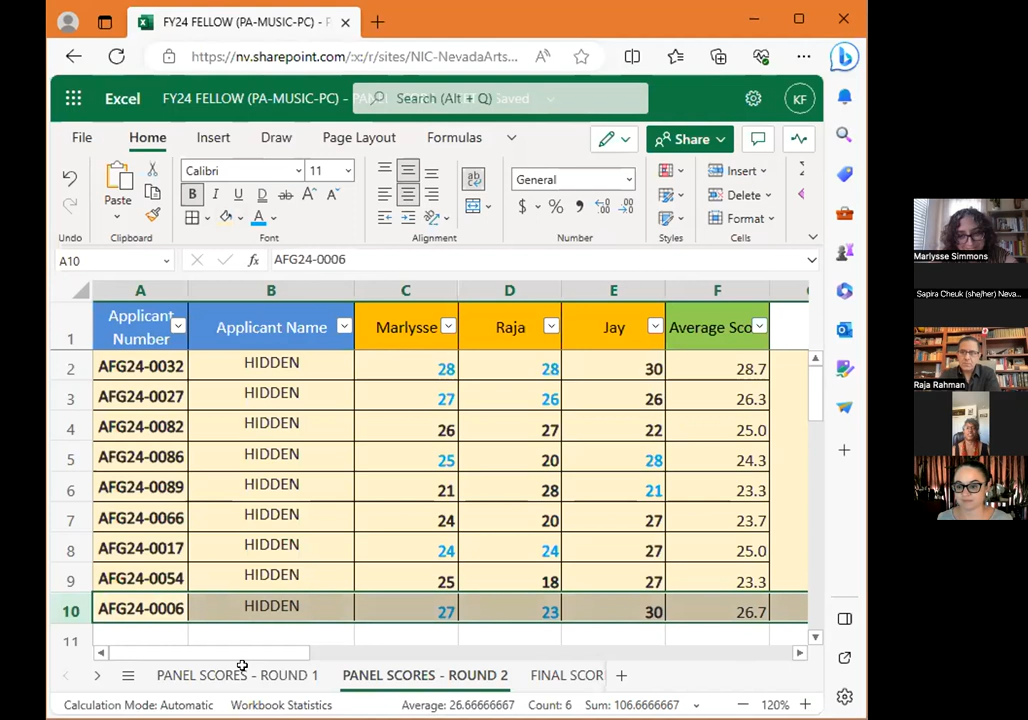 FY24 FELLOW (PA-MUSIC-PC) - F
https://nv.sharepoint.com/:x:/r/sites/NIC-NevadaArts...
Excel FY24 FELLOW (PA-MUSIC-PC) - Search (Alt + Q) Saved KF
File Home Insert Draw Page Layout Formulas Share
Paste Calibri 11 General Insert
B I U D ab A A Delete
A $ % 9 Format
Undo Clipboard Font Alignment Number Styles Cells
A10 fx AFG24-0006
A B C D E F
1 Applicant Number Applicant Name Marlysse Raja Jay Average Sco
2 AFG24-0032 HIDDEN 28 28 30 28.7
3 AFG24-0027 HIDDEN 27 26 26 26.3
4 AFG24-0082 HIDDEN 26 27 22 25.0
5 AFG24-0086 HIDDEN 25 20 28 24.3
6 AFG24-0089 HIDDEN 21 28 21 23.3
7 AFG24-0066 HIDDEN 24 20 27 23.7
8 AFG24-0017 HIDDEN 24 24 27 25.0
9 AFG24-0054 HIDDEN 25 18 27 23.3
10 AFG24-0006 HIDDEN 27 23 30 26.7
11
PANEL SCORES - ROUND 1 PANEL SCORES - ROUND 2 FINAL SCOR
Calculation Mode: Automatic Workbook Statistics Average: 26.66666667 Count: 6 Sum: 106.6666667 120%
Marlysse Simmons
Sapira Cheuk (she/her) Neva...
Raja Rahman